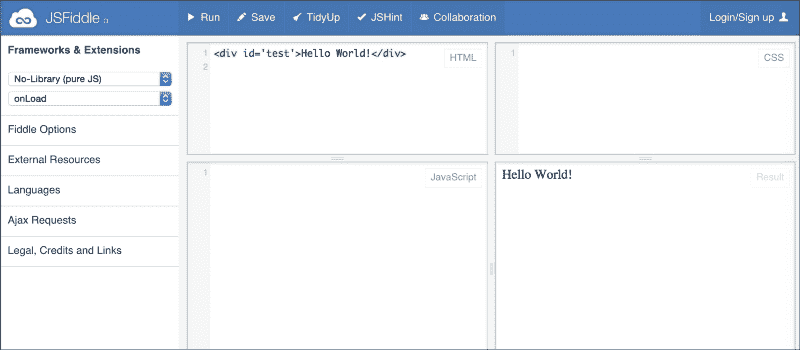 JSFiddle α
Run
Save
TidyUp
JSHint
Collaboration
Login/Sign up
Frameworks & Extensions
No-Library (pure JS)
onLoad
Fiddle Options
External Resources
Languages
Ajax Requests
Legal, Credits and Links
1 <div id='test'>Hello World!</div>
2
HTML
1
CSS
1
JavaScript
Hello World!
Result